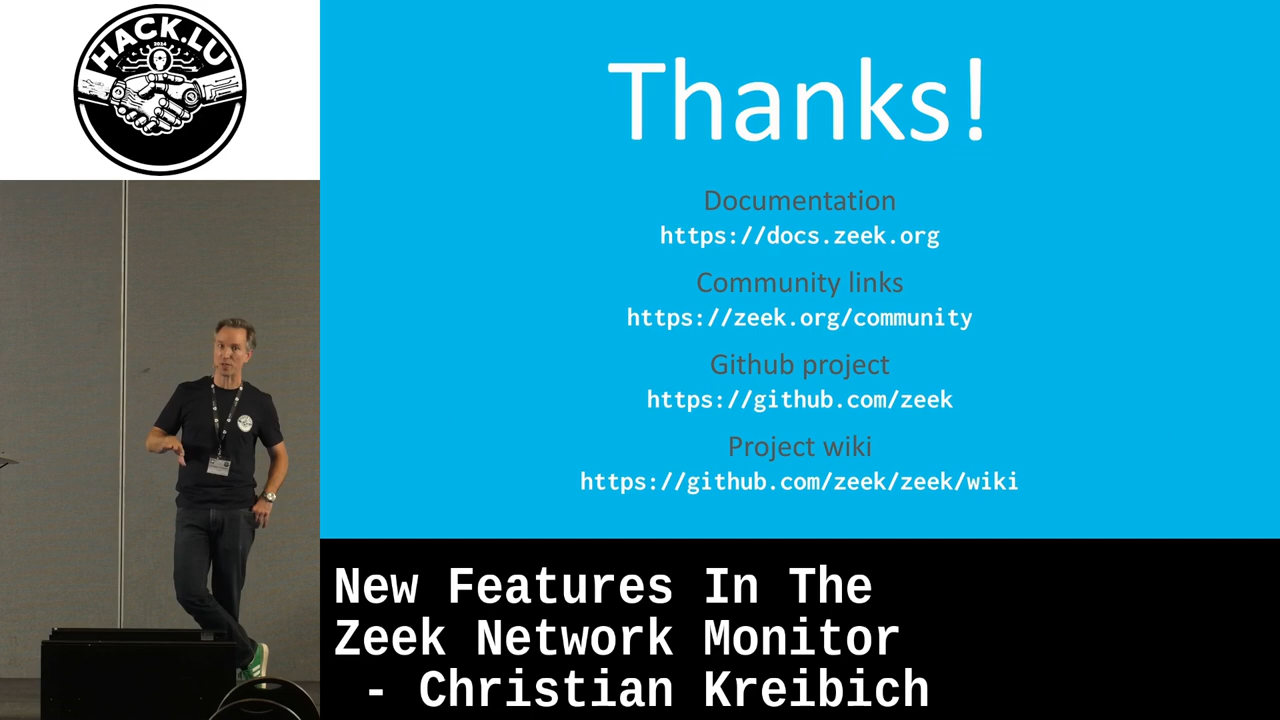 HACK.LU
2024
Thanks!
Documentation
https://docs.zeek.org
Community links
https://zeek.org/community
Github project
https://github.com/zeek
Project wiki
https://github.com/zeek/zeek/wiki
New Features In The
Zeek Network Monitor
- Christian Kreibich